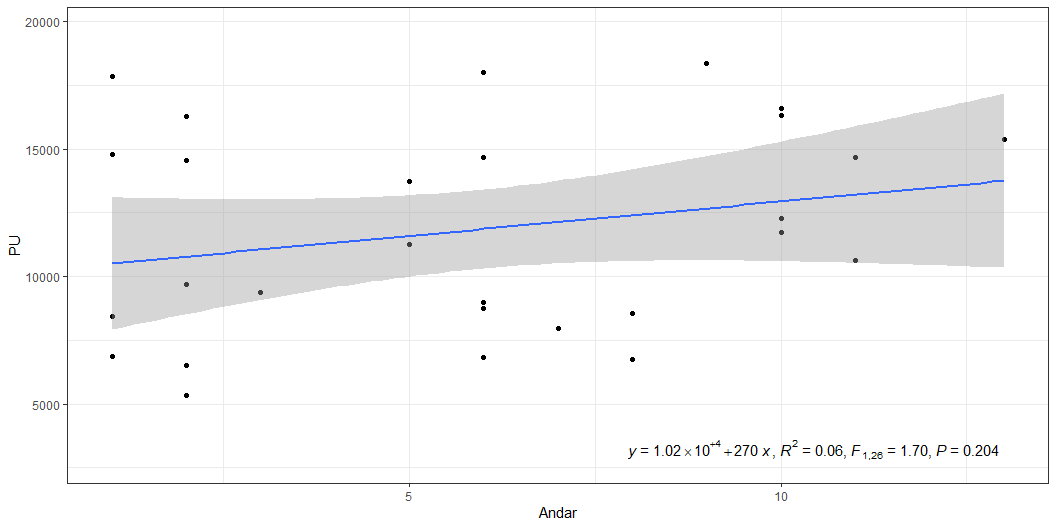 20000
15000
10000
5000
PU
y = 1.02 × 10^+4 + 270 x, R² = 0.06, F₁,₂₆ = 1.70, P = 0.204
5 10
Andar